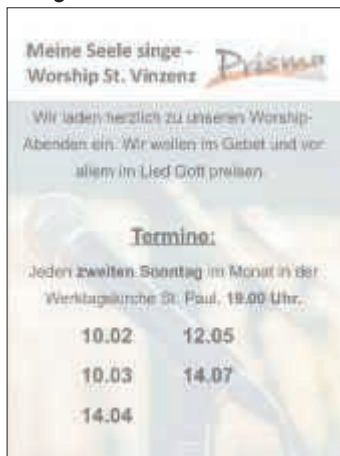 Meine Seele singe -
Worship St. Vinzenz
Prisma
Wir laden herzlich zu unseren Worship-
Abenden ein. Wir wollen im Gebet und vor
allem im Lied Gott preisen.
Termine:
Jeden zweiten Sonntag im Monat in der
Werktagskirche St. Paul, 19.00 Uhr.
10.02 12.05
10.03 14.07
14.04